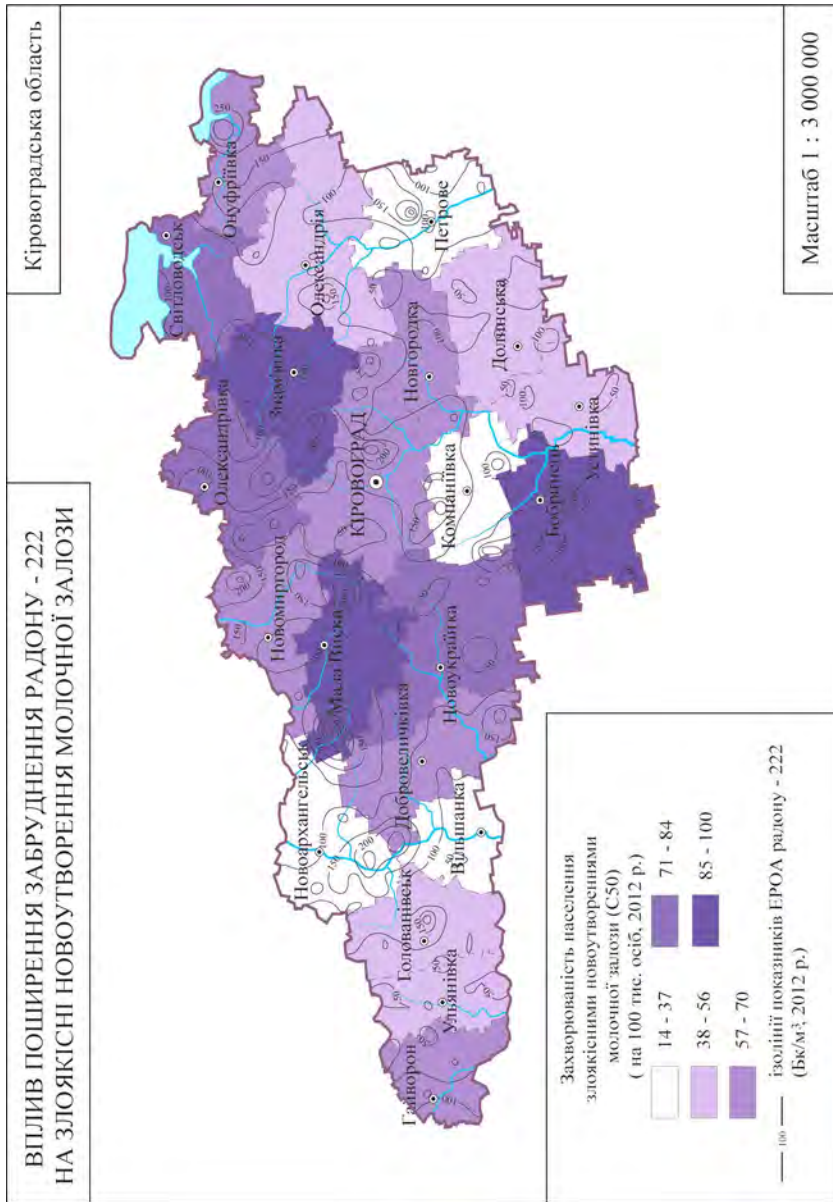 ВПЛИВ ПОШИРЕННЯ ЗАБРУДНЕННЯ РАДОНУ - 222
НА ЗЛОЯКІСНІ НОВОУТВОРЕННЯ МОЛОЧНОЇ ЗАЛОЗИ
Кіровоградська область
Світловодськ
Онуфріївка
Олександрівка
Знам'янка
Олександрія
Новомиргород
Мала Виска
КІРОВОГРАД
Петрове
Новоархангельськ
Новгородка
Гайворон
Ульянівка
Голованівськ
Добровеличківка
Новоукраїнка
Компаніївка
Вільшанка
Долинська
Бобринець
Устинівка
Захворюваність населення
злоякісними новоутвореннями
молочної залози (С50)
( на 100 тис. осіб, 2012 р.)
14 - 37
71 - 84
38 - 56
85 - 100
57 - 70
100
ізолінії показників ЕРОА радону - 222
(Бк/м³, 2012 р.)
Масштаб 1 : 3 000 000